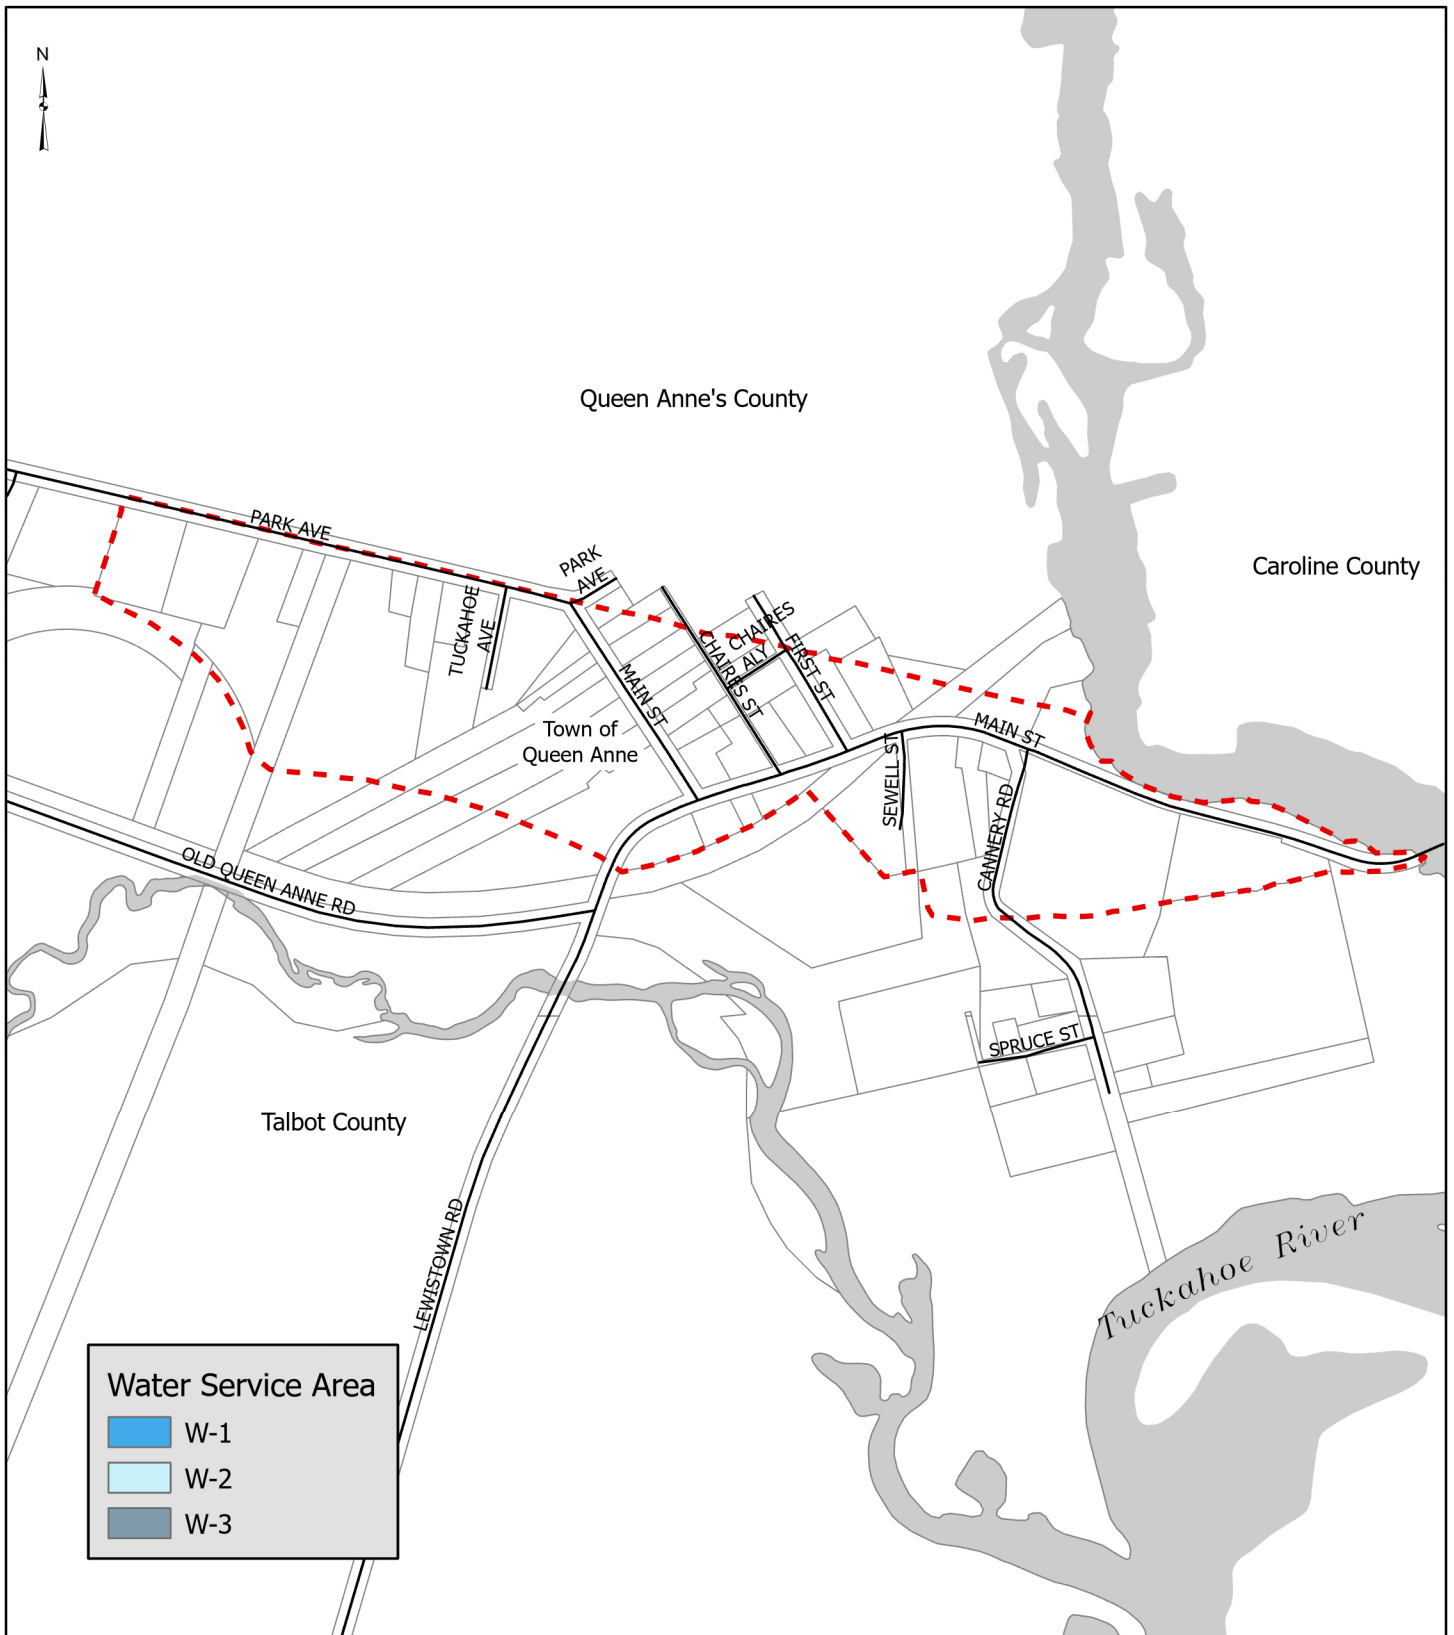 N
Queen Anne's County
Caroline County
PARK AVE
PARK
AVE
TUCKAHOE
AVE
CHAIRES
ALY
CHAIRES ST
FIRST ST
MAIN ST
Town of
Queen Anne
MAIN ST
SEWELL ST
CANNERY RD
OLD QUEEN ANNE RD
SPRUCE ST
Talbot County
LEWISTOWN RD
Tuckahoe River
Water Service Area
W-1
W-2
W-3